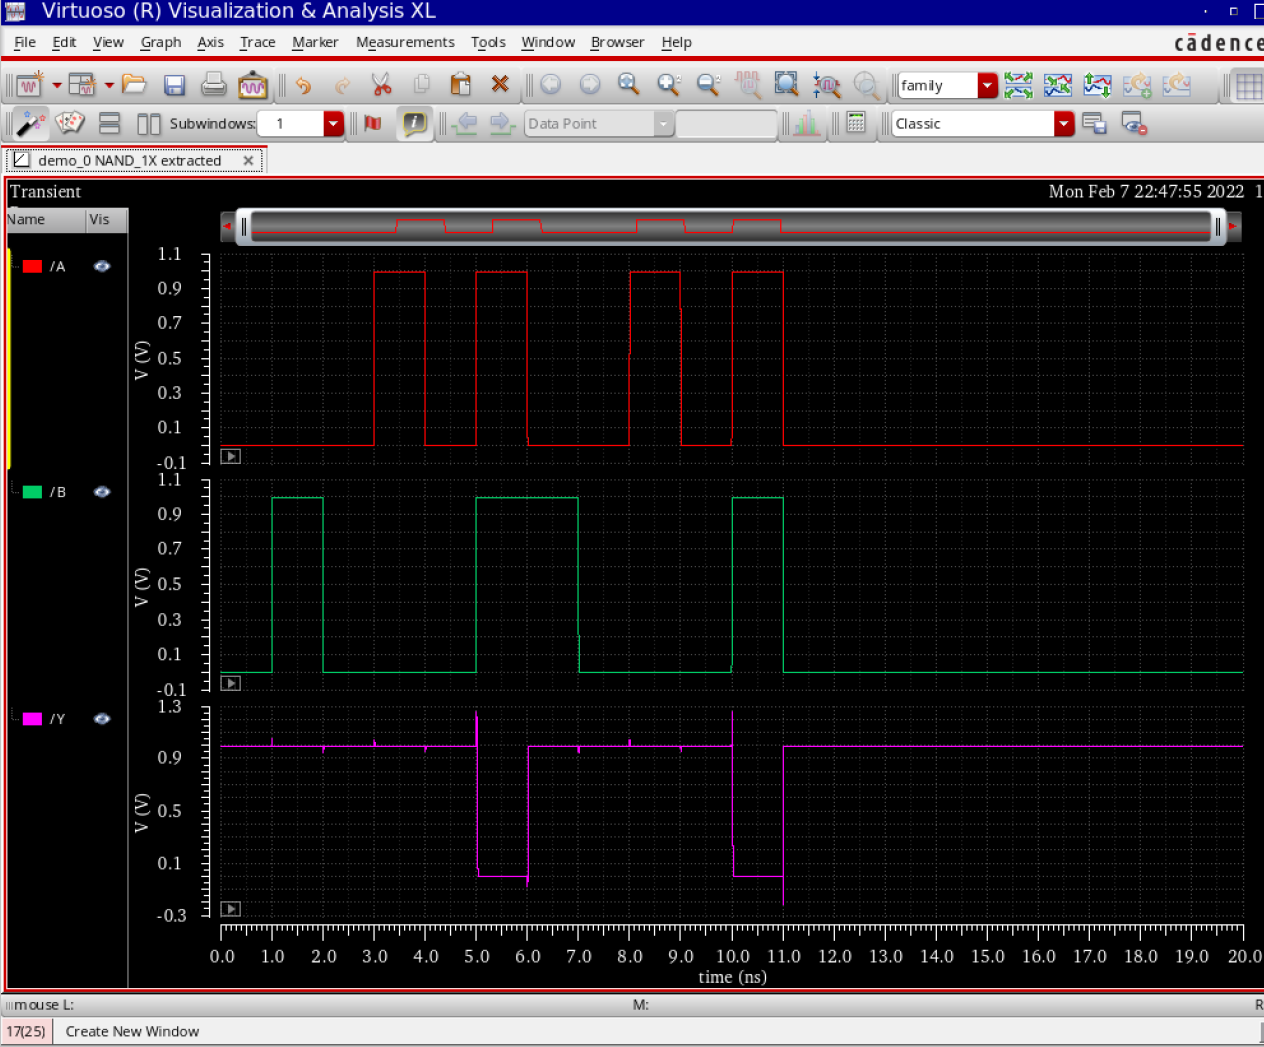 Virtuoso (R) Visualization & Analysis XL
File Edit View Graph Axis Trace Marker Measurements Tools Window Browser Help
cādence
family
Subwindows: 1 Data Point Classic
demo_0 NAND_1X extracted
Transient Mon Feb 7 22:47:55 2022 1
Name Vis
/A
1.1
0.9
0.7
0.5
0.3
0.1
-0.1
V (V)
/B
1.1
0.9
0.7
0.5
0.3
0.1
-0.1
V (V)
/Y
1.3
0.9
0.5
0.1
-0.3
V (V)
0.0 1.0 2.0 3.0 4.0 5.0 6.0 7.0 8.0 9.0 10.0 11.0 12.0 13.0 14.0 15.0 16.0 17.0 18.0 19.0 20.0
time (ns)
mouse L: M: R
17(25) Create New Window